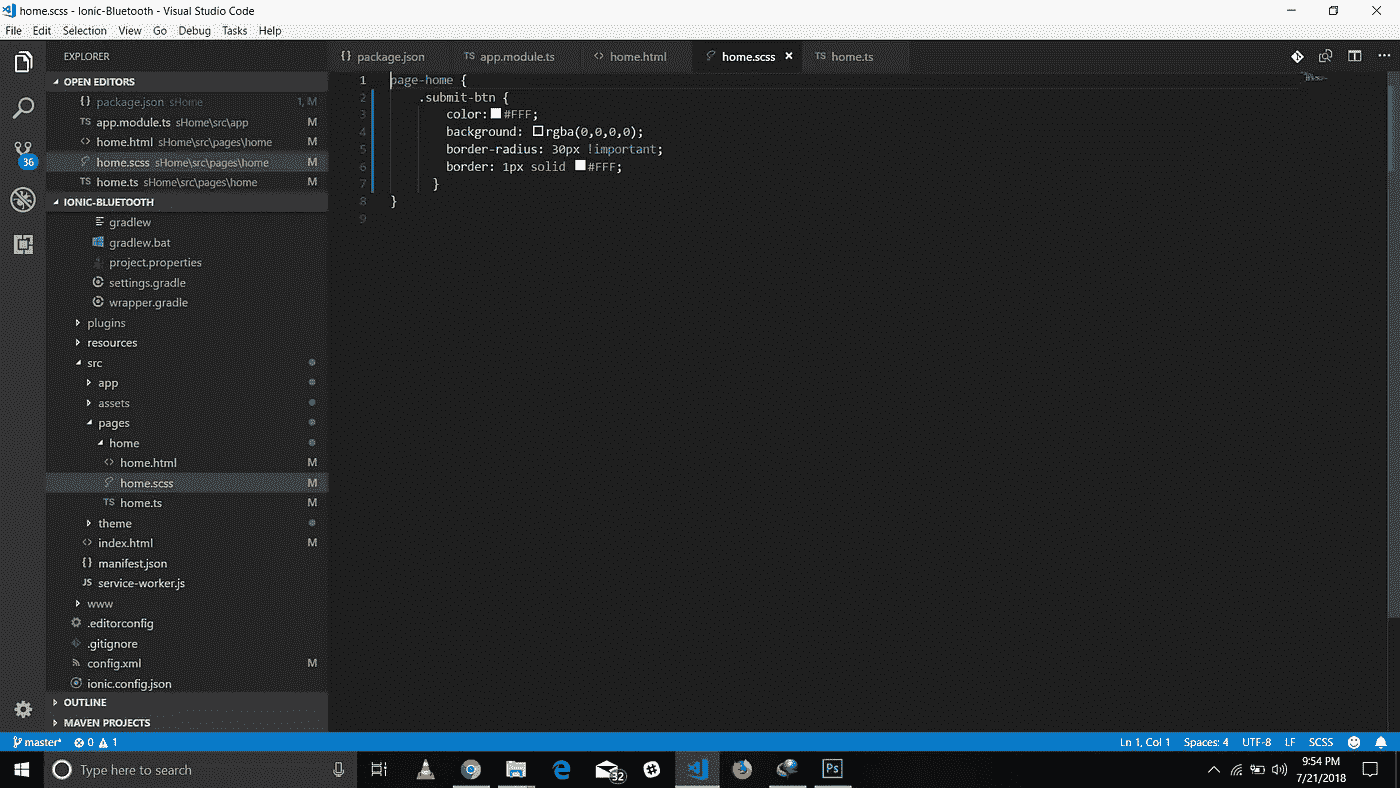 home.scss - Ionic-Bluetooth - Visual Studio Code
File Edit Selection View Go Debug Tasks Help
EXPLORER
{} package.json
TS app.module.ts
<> home.html
home.scss ×
TS home.ts
OPEN EDITORS
{} package.json sHome 1, M
TS app.module.ts sHome\src\app M
<> home.html sHome\src\pages\home M
home.scss sHome\src\pages\home M
TS home.ts sHome\src\pages\home M
36
IONIC-BLUETOOTH
gradlew
gradlew.bat
project.properties
settings.gradle
wrapper.gradle
plugins
resources
src
app
assets
pages
home
<> home.html M
home.scss M
TS home.ts M
theme
<> index.html M
{} manifest.json
JS service-worker.js
www
.editorconfig
.gitignore
config.xml M
ionic.config.json
OUTLINE
MAVEN PROJECTS
1 page-home {
2 .submit-btn {
3 color: #FFF;
4 background: rgba(0,0,0,0);
5 border-radius: 30px !important;
6 border: 1px solid #FFF;
7 }
8 }
9
master* 0 1
Ln 1, Col 1 Spaces: 4 UTF-8 LF SCSS
Type here to search
32
Ps
9:54 PM
7/21/2018